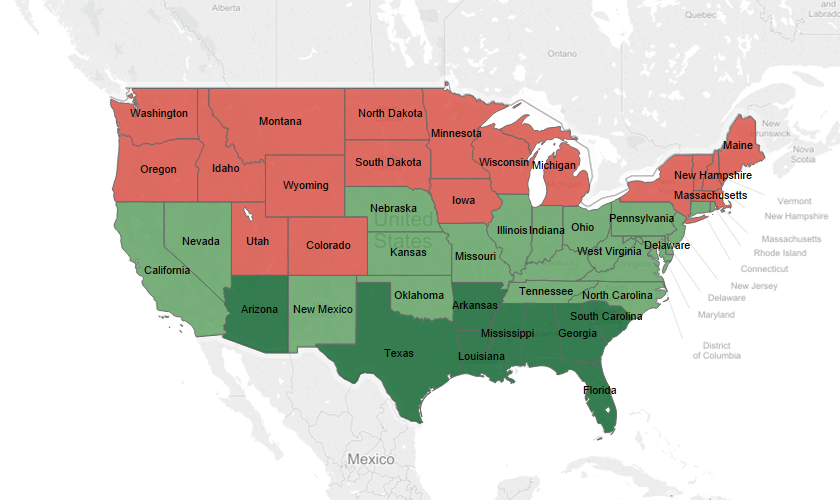 Alberta
Quebec
and
Labrador
Ontario
Washington
Montana
North Dakota
Minnesota
New
Brunswick
Maine
Nova
Scotia
Oregon
Idaho
South Dakota
Wisconsin
Michigan
New Hampshire
Wyoming
Iowa
Massachusetts
Vermont
New Hampshire
Nebraska
United
States
Pennsylvania
Illinois
Indiana
Ohio
Nevada
Utah
Colorado
Kansas
Missouri
West Virginia
Delaware
Massachusetts
Rhode Island
Connecticut
California
New Jersey
Delaware
Maryland
Tennessee
North Carolina
Oklahoma
Arkansas
Arizona
New Mexico
South Carolina
Mississippi
Georgia
Texas
Louisiana
District
of Columbia
Florida
Mexico